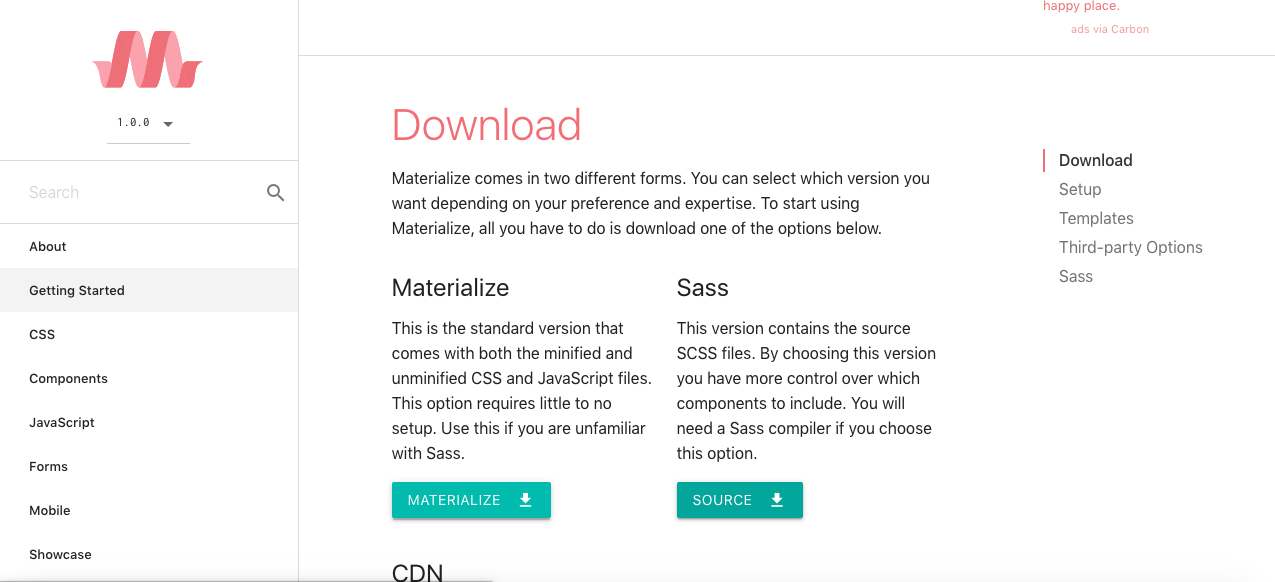 happy place.
ads via Carbon
1.0.0
Search
About
Getting Started
CSS
Components
JavaScript
Forms
Mobile
Showcase
Download
Materialize comes in two different forms. You can select which version you
want depending on your preference and expertise. To start using
Materialize, all you have to do is download one of the options below.
Materialize
This is the standard version that
comes with both the minified and
unminified CSS and JavaScript files.
This option requires little to no
setup. Use this if you are unfamiliar
with Sass.
MATERIALIZE
Sass
This version contains the source
SCSS files. By choosing this version
you have more control over which
components to include. You will
need a Sass compiler if you choose
this option.
SOURCE
CDN
Download
Setup
Templates
Third-party Options
Sass